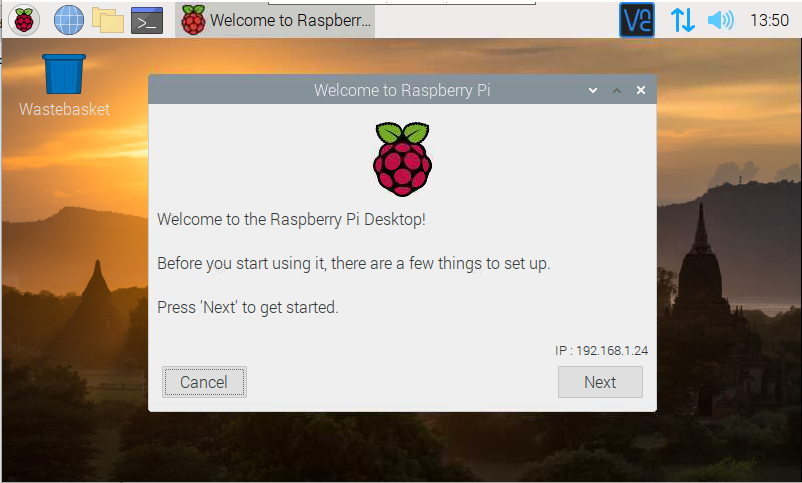 Welcome to Raspberr...
13:50
Wastebasket
Welcome to Raspberry Pi
Welcome to the Raspberry Pi Desktop!
Before you start using it, there are a few things to set up.
Press 'Next' to get started.
IP : 192.168.1.24
Cancel
Next